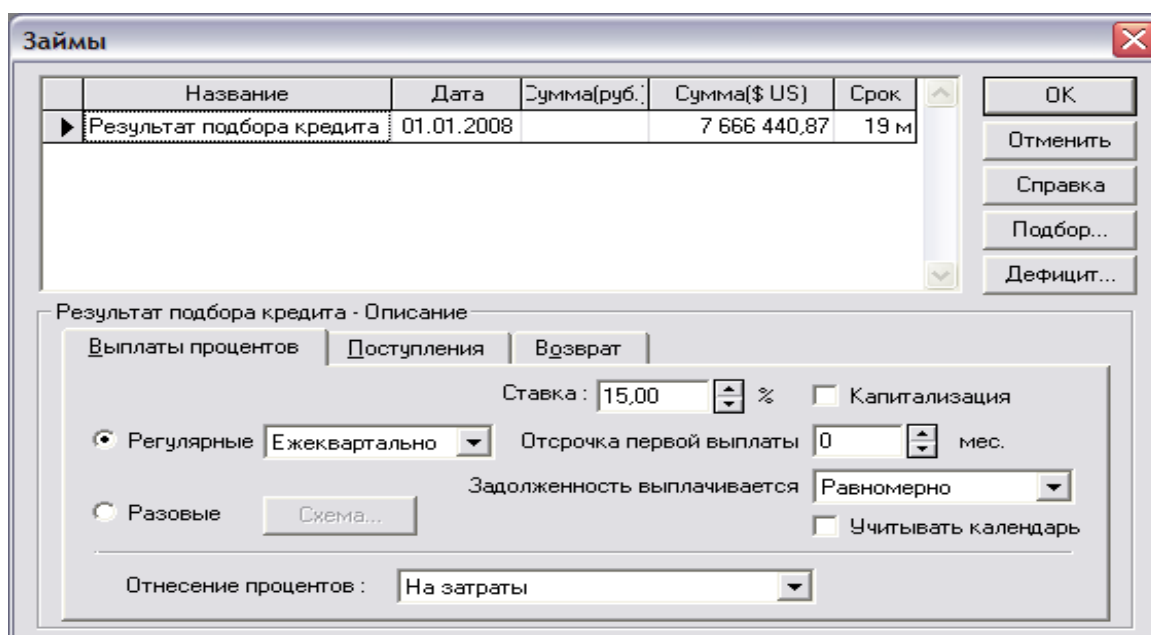 Займы
Название Дата Сумма(руб.) Сумма($ US) Срок
Результат подбора кредита 01.01.2008 7 666 440,87 19 м
OK
Отменить
Справка
Подбор...
Дефицит...
Результат подбора кредита - Описание
Выплаты процентов Поступления Возврат
Ставка : 15,00 % Капитализация
Регулярные Ежеквартально Отсрочка первой выплаты 0 мес.
Задолженность выплачивается Равномерно
Разовые Схема... Учитывать календарь
Отнесение процентов : На затраты